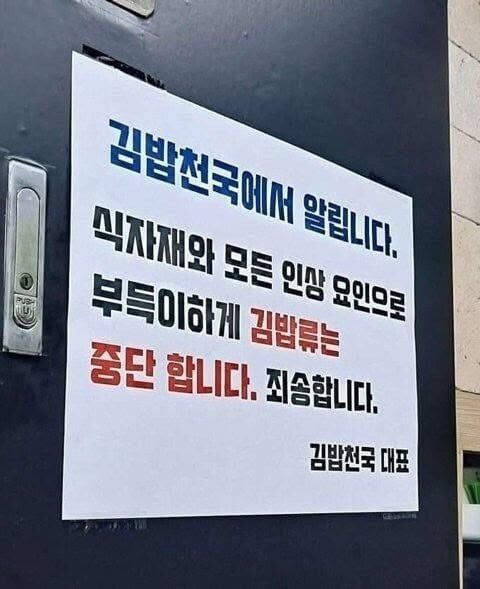 김밥천국에서 알립니다.
식자재와 모든 인상 요인으로
부득이하게 김밥류는
중단 합니다. 죄송합니다.
김밥천국 대표
PUSH